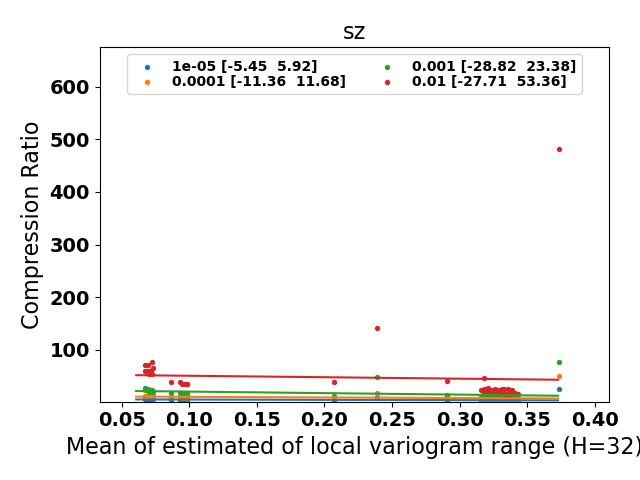 sz
1e-05 [-5.45  5.92]
0.0001 [-11.36  11.68]
0.001 [-28.82  23.38]
0.01 [-27.71  53.36]
Compression Ratio
600
500
400
300
200
100
0.05 0.10 0.15 0.20 0.25 0.30 0.35 0.40
Mean of estimated of local variogram range (H=32)